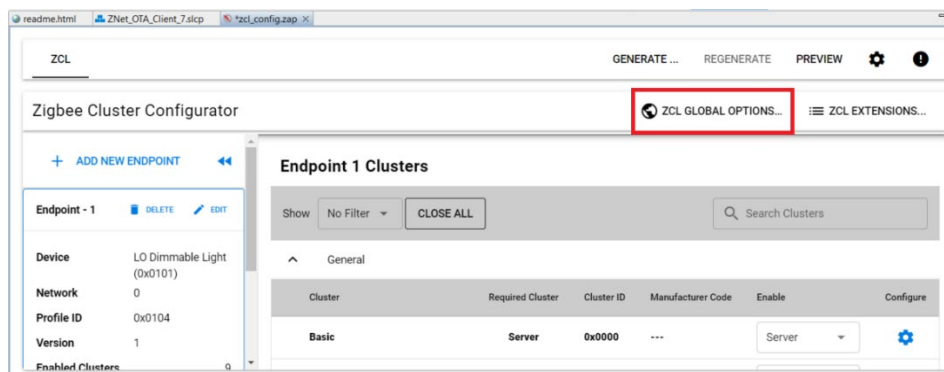 readme.html ZNet_OTA_Client_7.slcp *zcl_config.zap
ZCL GENERATE ... REGENERATE PREVIEW
Zigbee Cluster Configurator ZCL GLOBAL OPTIONS... ZCL EXTENSIONS...
ADD NEW ENDPOINT
Endpoint - 1 DELETE EDIT
Device LO Dimmable Light
(0x0101)
Network 0
Profile ID 0x0104
Version 1
Enabled Clusters 9
Endpoint 1 Clusters
Show No Filter CLOSE ALL Search Clusters
General
Cluster Required Cluster Cluster ID Manufacturer Code Enable Configure
Basic Server 0x0000 --- Server